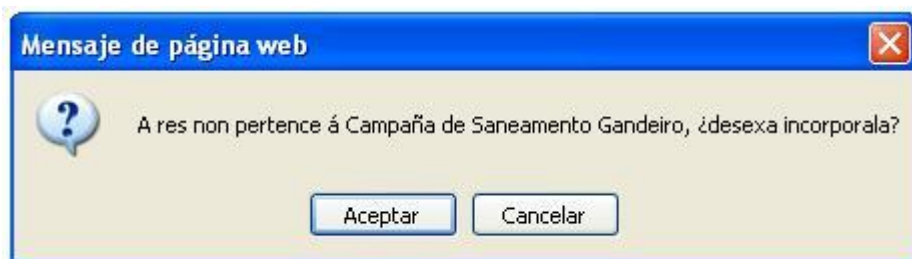 Mensaje de página web
A res non pertence á Campaña de Saneamento Gandeiro, ¿desexa incorporala?
Aceptar
Cancelar